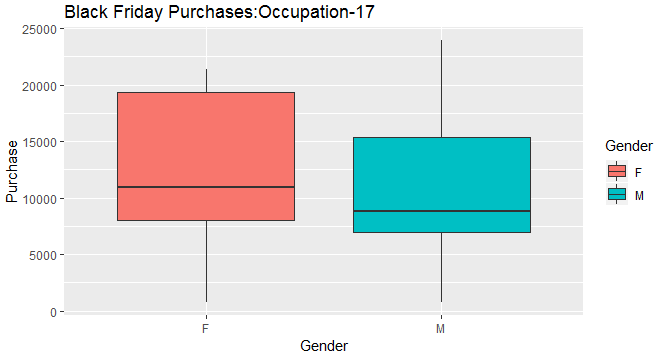 Black Friday Purchases:Occupation-17
Purchase
25000
20000
15000
10000
5000
0
F
M
Gender
Gender
F
M